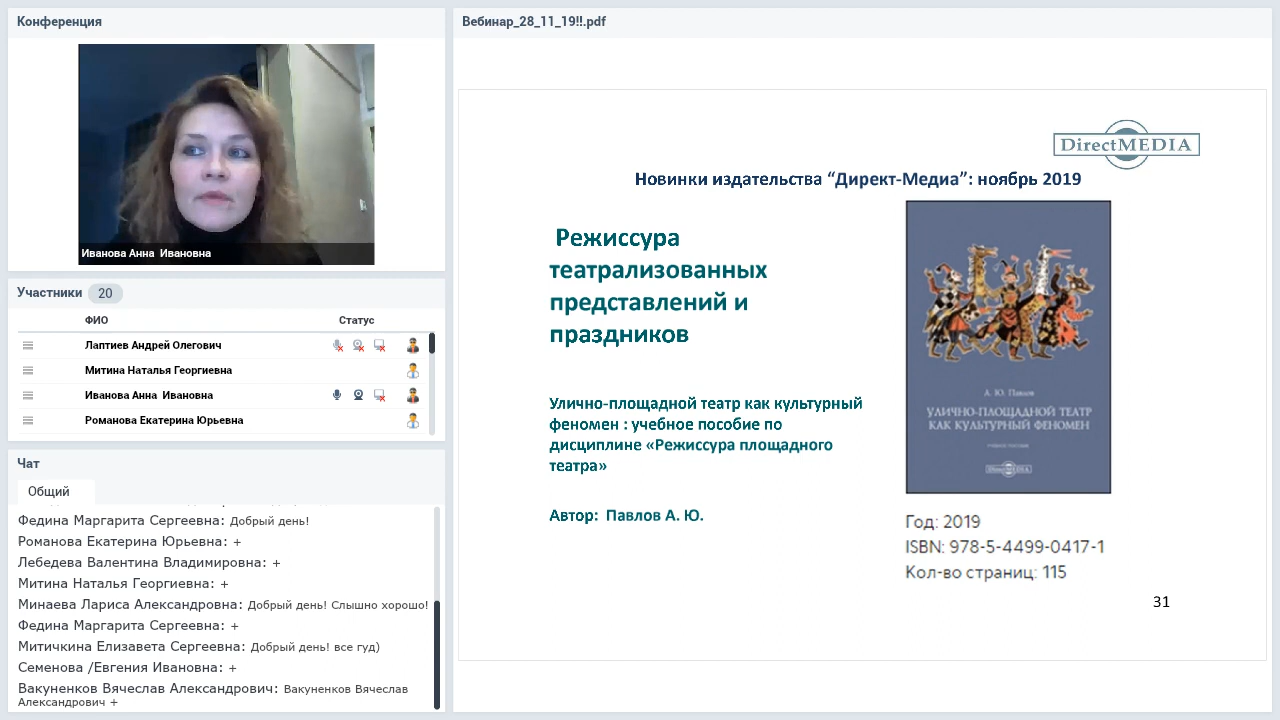 Конференция
Иванова Анна Ивановна
Участники 20
ФИО Статус
Лаптиев Андрей Олегович
Митина Наталья Георгиевна
Иванова Анна Ивановна
Романова Екатерина Юрьевна
Чат
Общий
Федина Маргарита Сергеевна: Добрый день!
Романова Екатерина Юрьевна: +
Лебедева Валентина Владимировна: +
Митина Наталья Георгиевна: +
Минаева Лариса Александровна: Добрый день! Слышно хорошо!
Федина Маргарита Сергеевна: +
Митичкина Елизавета Сергеевна: Добрый день! все гуд)
Семенова /Евгения Ивановна: +
Вакуненков Вячеслав Александрович: Вакуненков Вячеслав
Александрович +
Вебинар_28_11_19!!.pdf
DirectMEDIA
Новинки издательства “Директ-Медиа”: ноябрь 2019
Режиссура
театрализованных
представлений и
праздников
Улично-площадной театр как культурный
феномен : учебное пособие по
дисциплине «Режиссура площадного
театра»
Автор: Павлов А. Ю.
А. Ю. Павлов
УЛИЧНО-ПЛОЩАДНОЙ ТЕАТР
КАК КУЛЬТУРНЫЙ ФЕНОМЕН
DirectMEDIA
Год: 2019
ISBN: 978-5-4499-0417-1
Кол-во страниц: 115
31